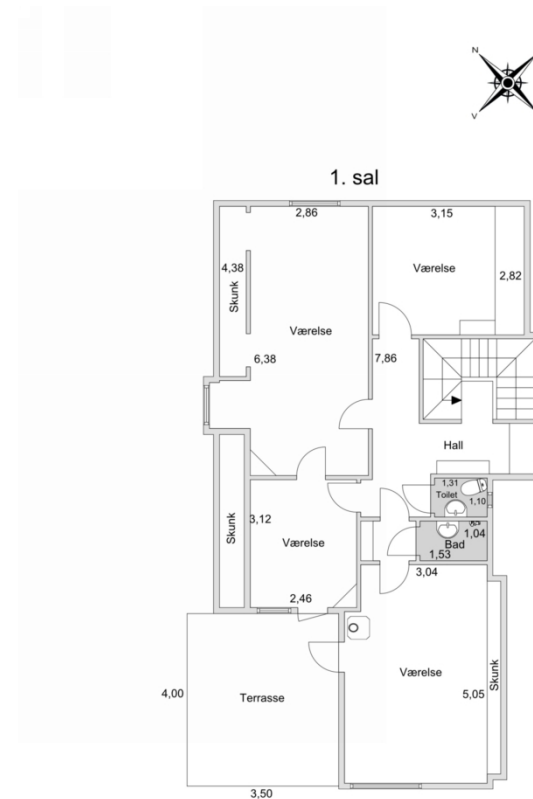 N
V
1. sal
2,86
3,15
4,38
Skunk
Værelse
2,82
Værelse
6,38
7,86
Hall
1,31
Toilet
1,10
Skunk
3,12
Værelse
1,04
Bad
1,53
3,04
2,46
Værelse
Skunk
4,00
Terrasse
5,05
3,50